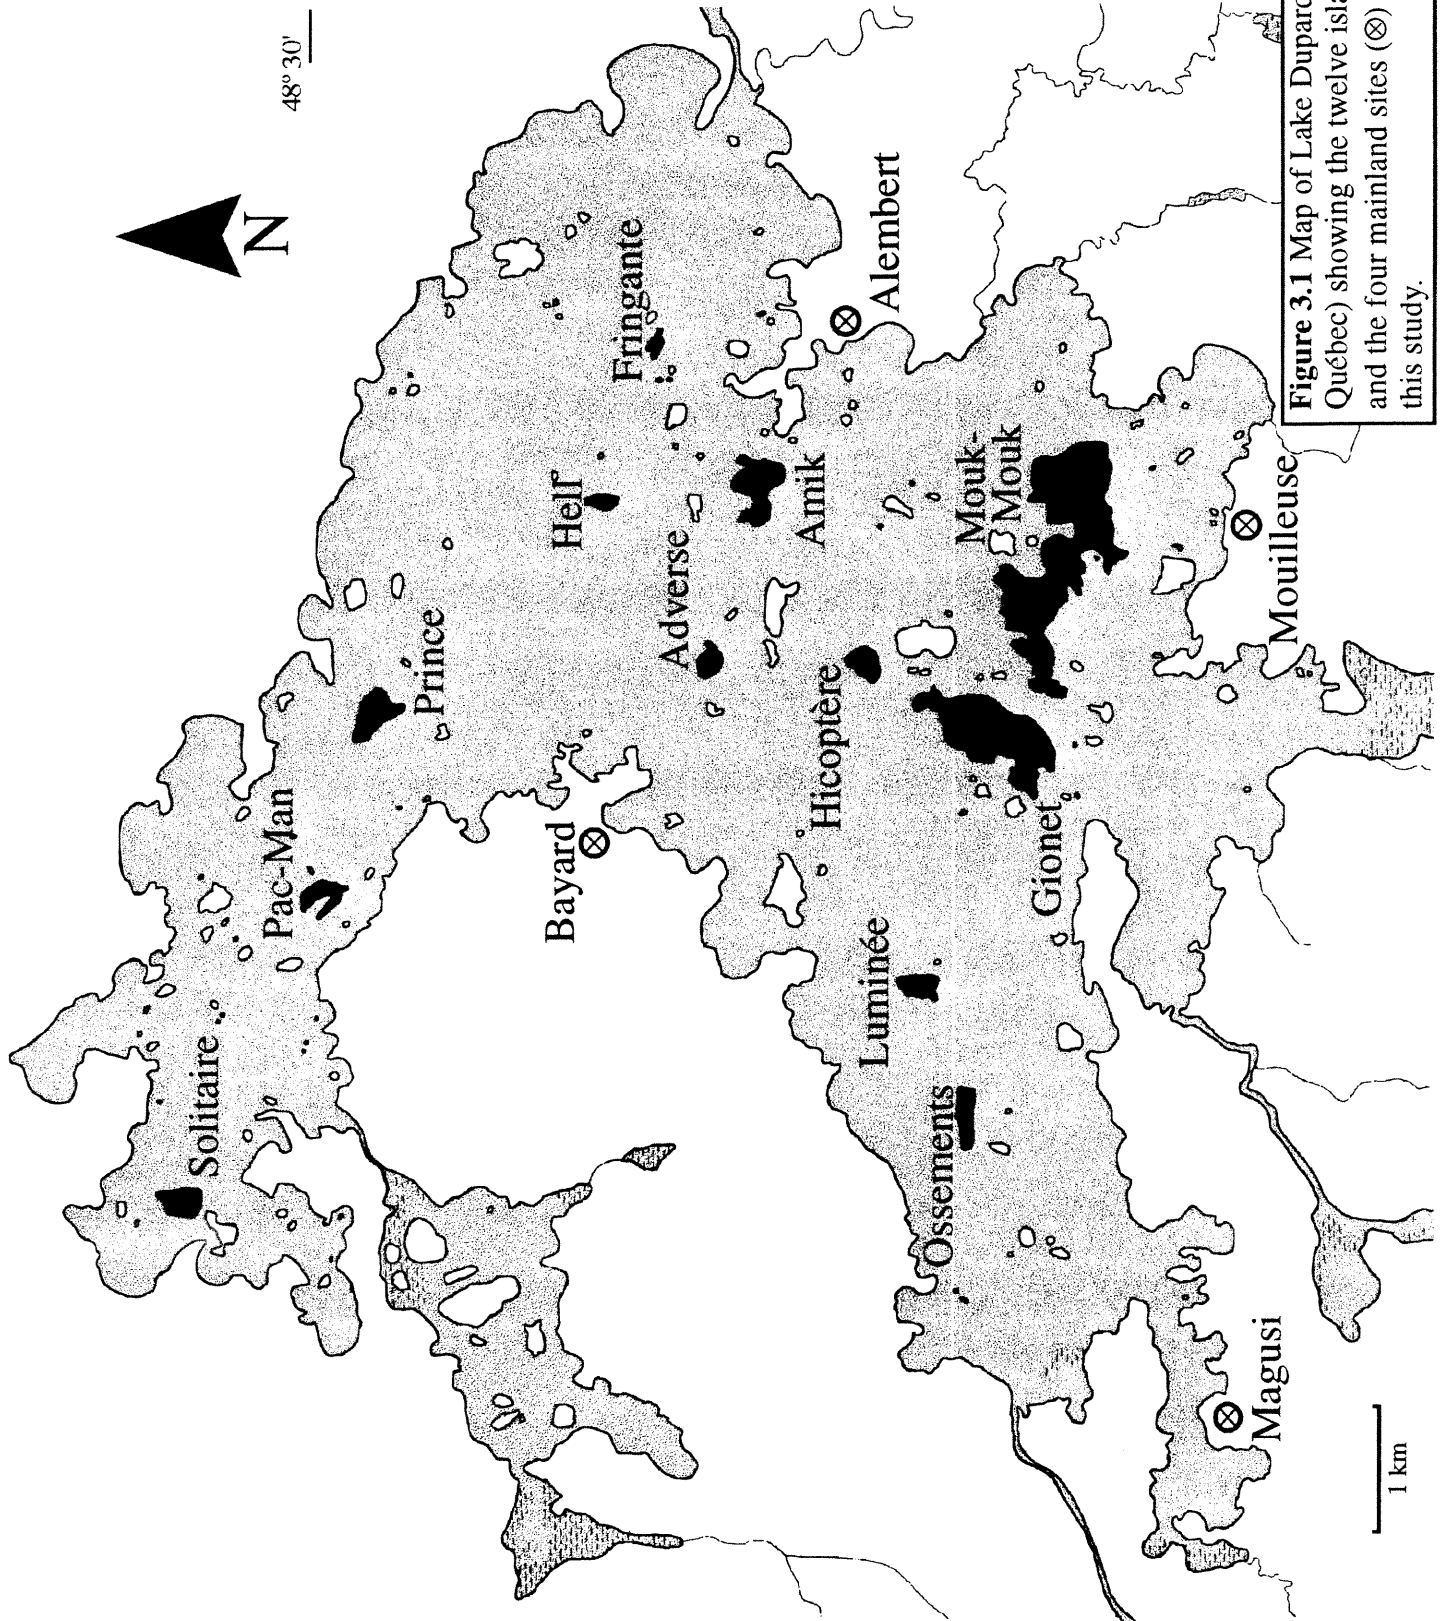 48° 30'
N
Solitaire
Pac-Man
Prince
Helf
Fringante
Bayard
Adverse
Amik
Alembert
Hicoptère
Luminée
Ossements
Gionet
Mouk-
Mouk
Mouilleuse
Magusi
1 km
Figure 3.1 Map of Lake Dupar
Québec) showing the twelve isla
and the four mainland sites (⊗)
this study.